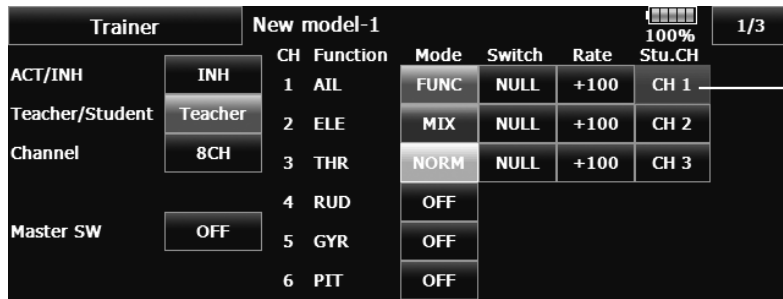 Trainer New model-1 100% 1/3
CH Function Mode Switch Rate Stu.CH
ACT/INH INH 1 AIL FUNC NULL +100 CH 1
Teacher/Student Teacher 2 ELE MIX NULL +100 CH 2
Channel 8CH 3 THR NORM NULL +100 CH 3
4 RUD OFF
Master SW OFF 5 GYR OFF
6 PIT OFF